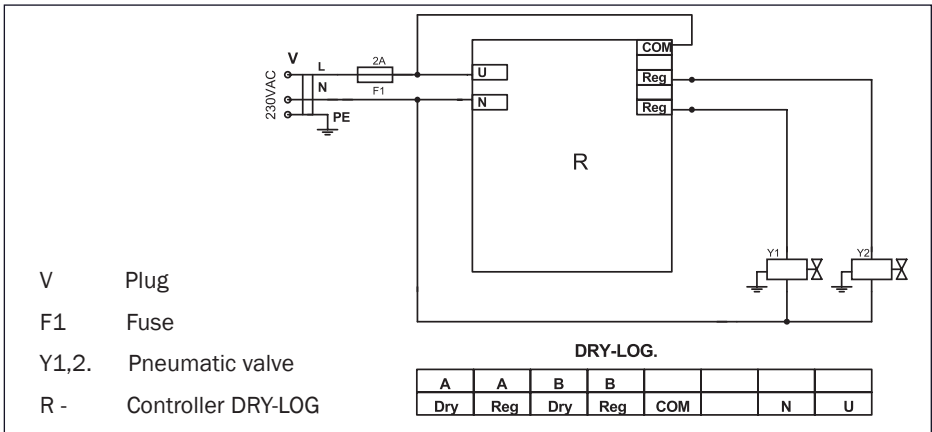 COM
V
L
2A
U
Reg
230VAC
N
F1
N
Reg
PE
R
Y1
Y2
V Plug
F1 Fuse
Y1,2. Pneumatic valve
R - Controller DRY-LOG
DRY-LOG.
A A B B
Dry Reg Dry Reg COM N U